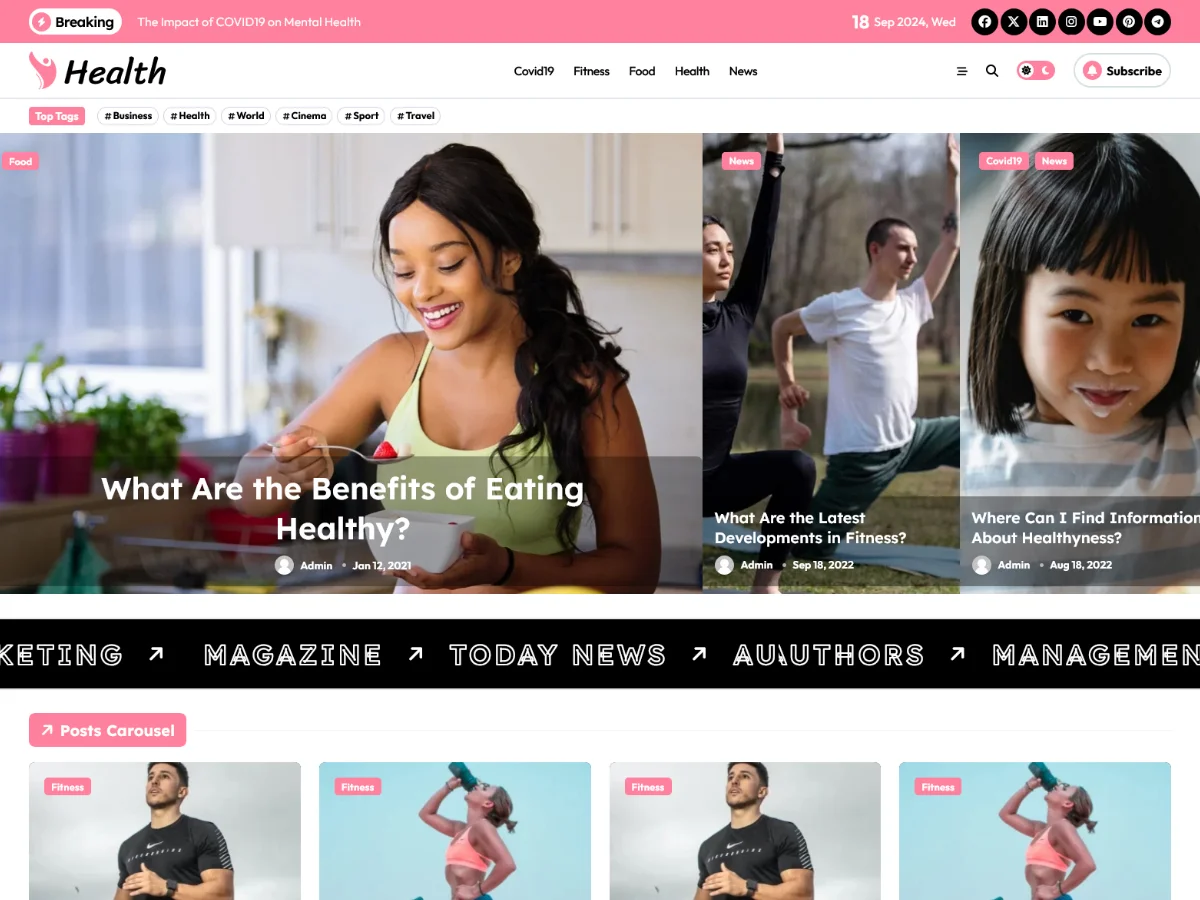 Breaking
The Impact of COVID19 on Mental Health
18 Sep 2024, Wed
Health
Covid19 Fitness Food Health News
Subscribe
Top Tags
#Business #Health #World #Cinema #Sport #Travel
Food
What Are the Benefits of Eating
Healthy?
Admin • Jan 12, 2021
News
What Are the Latest
Developments in Fitness?
Admin • Sep 18, 2022
Covid19 News
Where Can I Find Information
About Healthyness?
Admin • Aug 18, 2022
KETING MAGAZINE TODAY NEWS AUTHORS MANAGEMEN
Posts Carousel
Fitness
Fitness
Fitness
Fitness